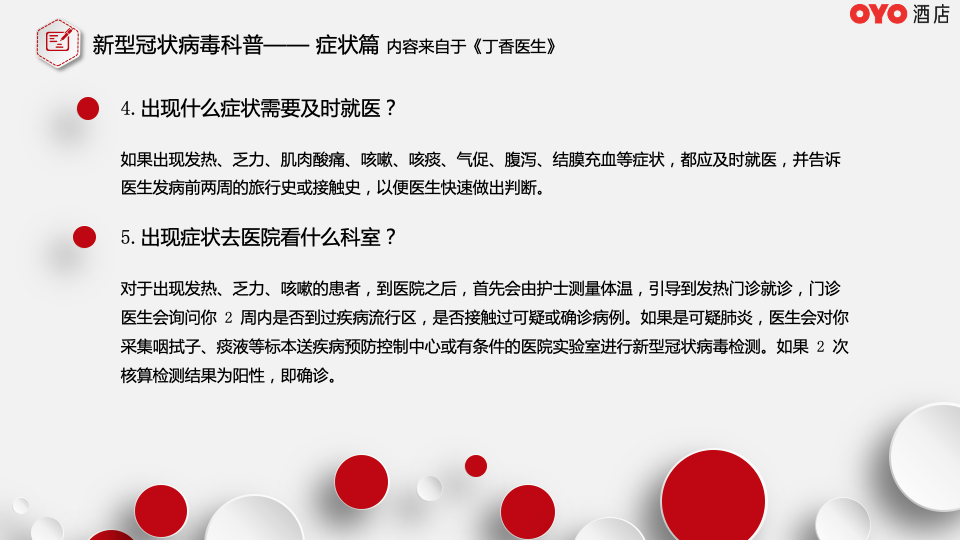 OYO 酒店
新型冠状病毒科普—— 症状篇 内容来自于《丁香医生》
4. 出现什么症状需要及时就医？
如果出现发热、乏力、肌肉酸痛、咳嗽、咳痰、气促、腹泻、结膜充血等症状，都应及时就医，并告诉
医生发病前两周的旅行史或接触史，以便医生快速做出判断。
5. 出现症状去医院看什么科室？
对于出现发热、乏力、咳嗽的患者，到医院之后，首先会由护士测量体温，引导到发热门诊就诊，门诊
医生会询问你 2 周内是否到过疾病流行区，是否接触过可疑或确诊病例。如果是可疑肺炎，医生会对你
采集咽拭子、痰液等标本送疾病预防控制中心或有条件的医院实验室进行新型冠状病毒检测。如果 2 次
核算检测结果为阳性，即确诊。